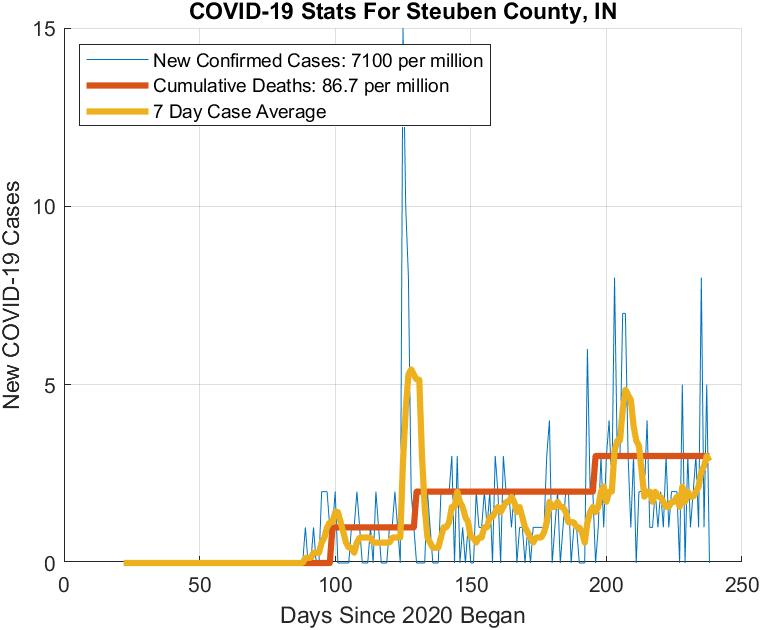 COVID-19 Stats For Steuben County, IN
15
New Confirmed Cases: 7100 per million
Cumulative Deaths: 86.7 per million
7 Day Case Average
10
5
0
New COVID-19 Cases
0 50 100 150 200 250
Days Since 2020 Began